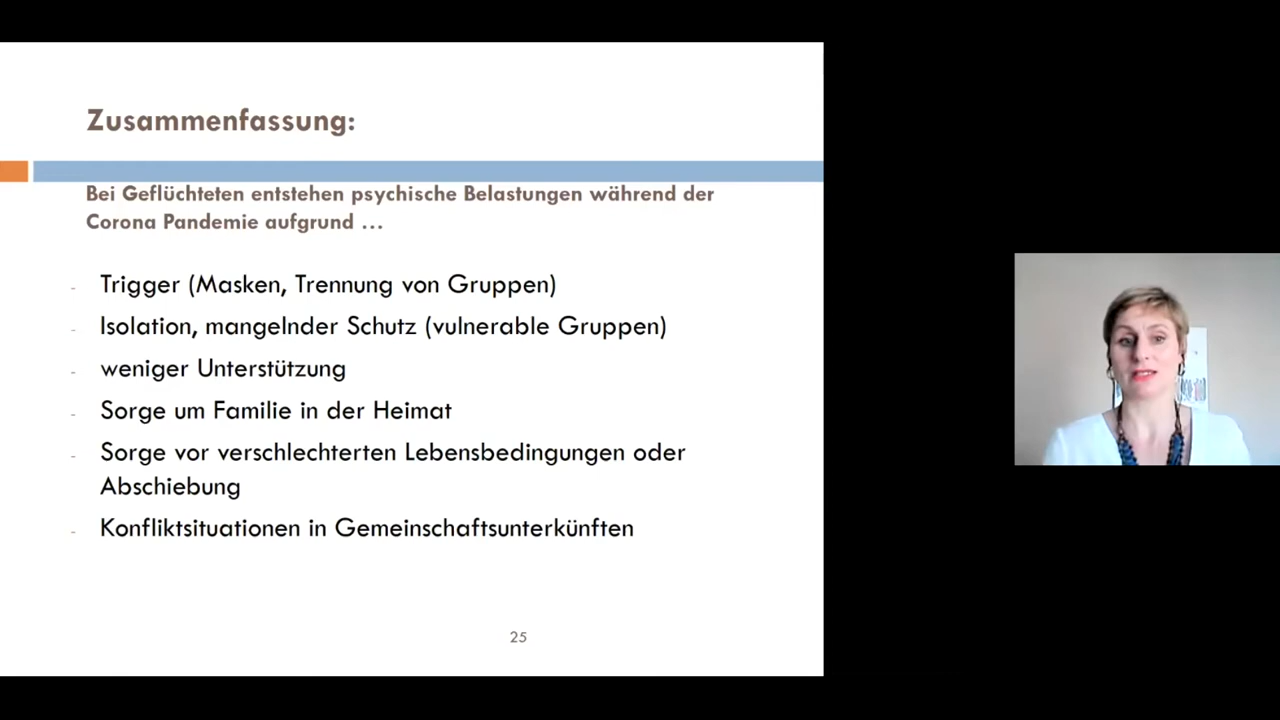 Zusammenfassung:
Bei Geflüchteten entstehen psychische Belastungen während der
Corona Pandemie aufgrund ...
- Trigger (Masken, Trennung von Gruppen)
- Isolation, mangelnder Schutz (vulnerable Gruppen)
- weniger Unterstützung
- Sorge um Familie in der Heimat
- Sorge vor verschlechterten Lebensbedingungen oder
Abschiebung
- Konfliktsituationen in Gemeinschaftsunterkünften
25